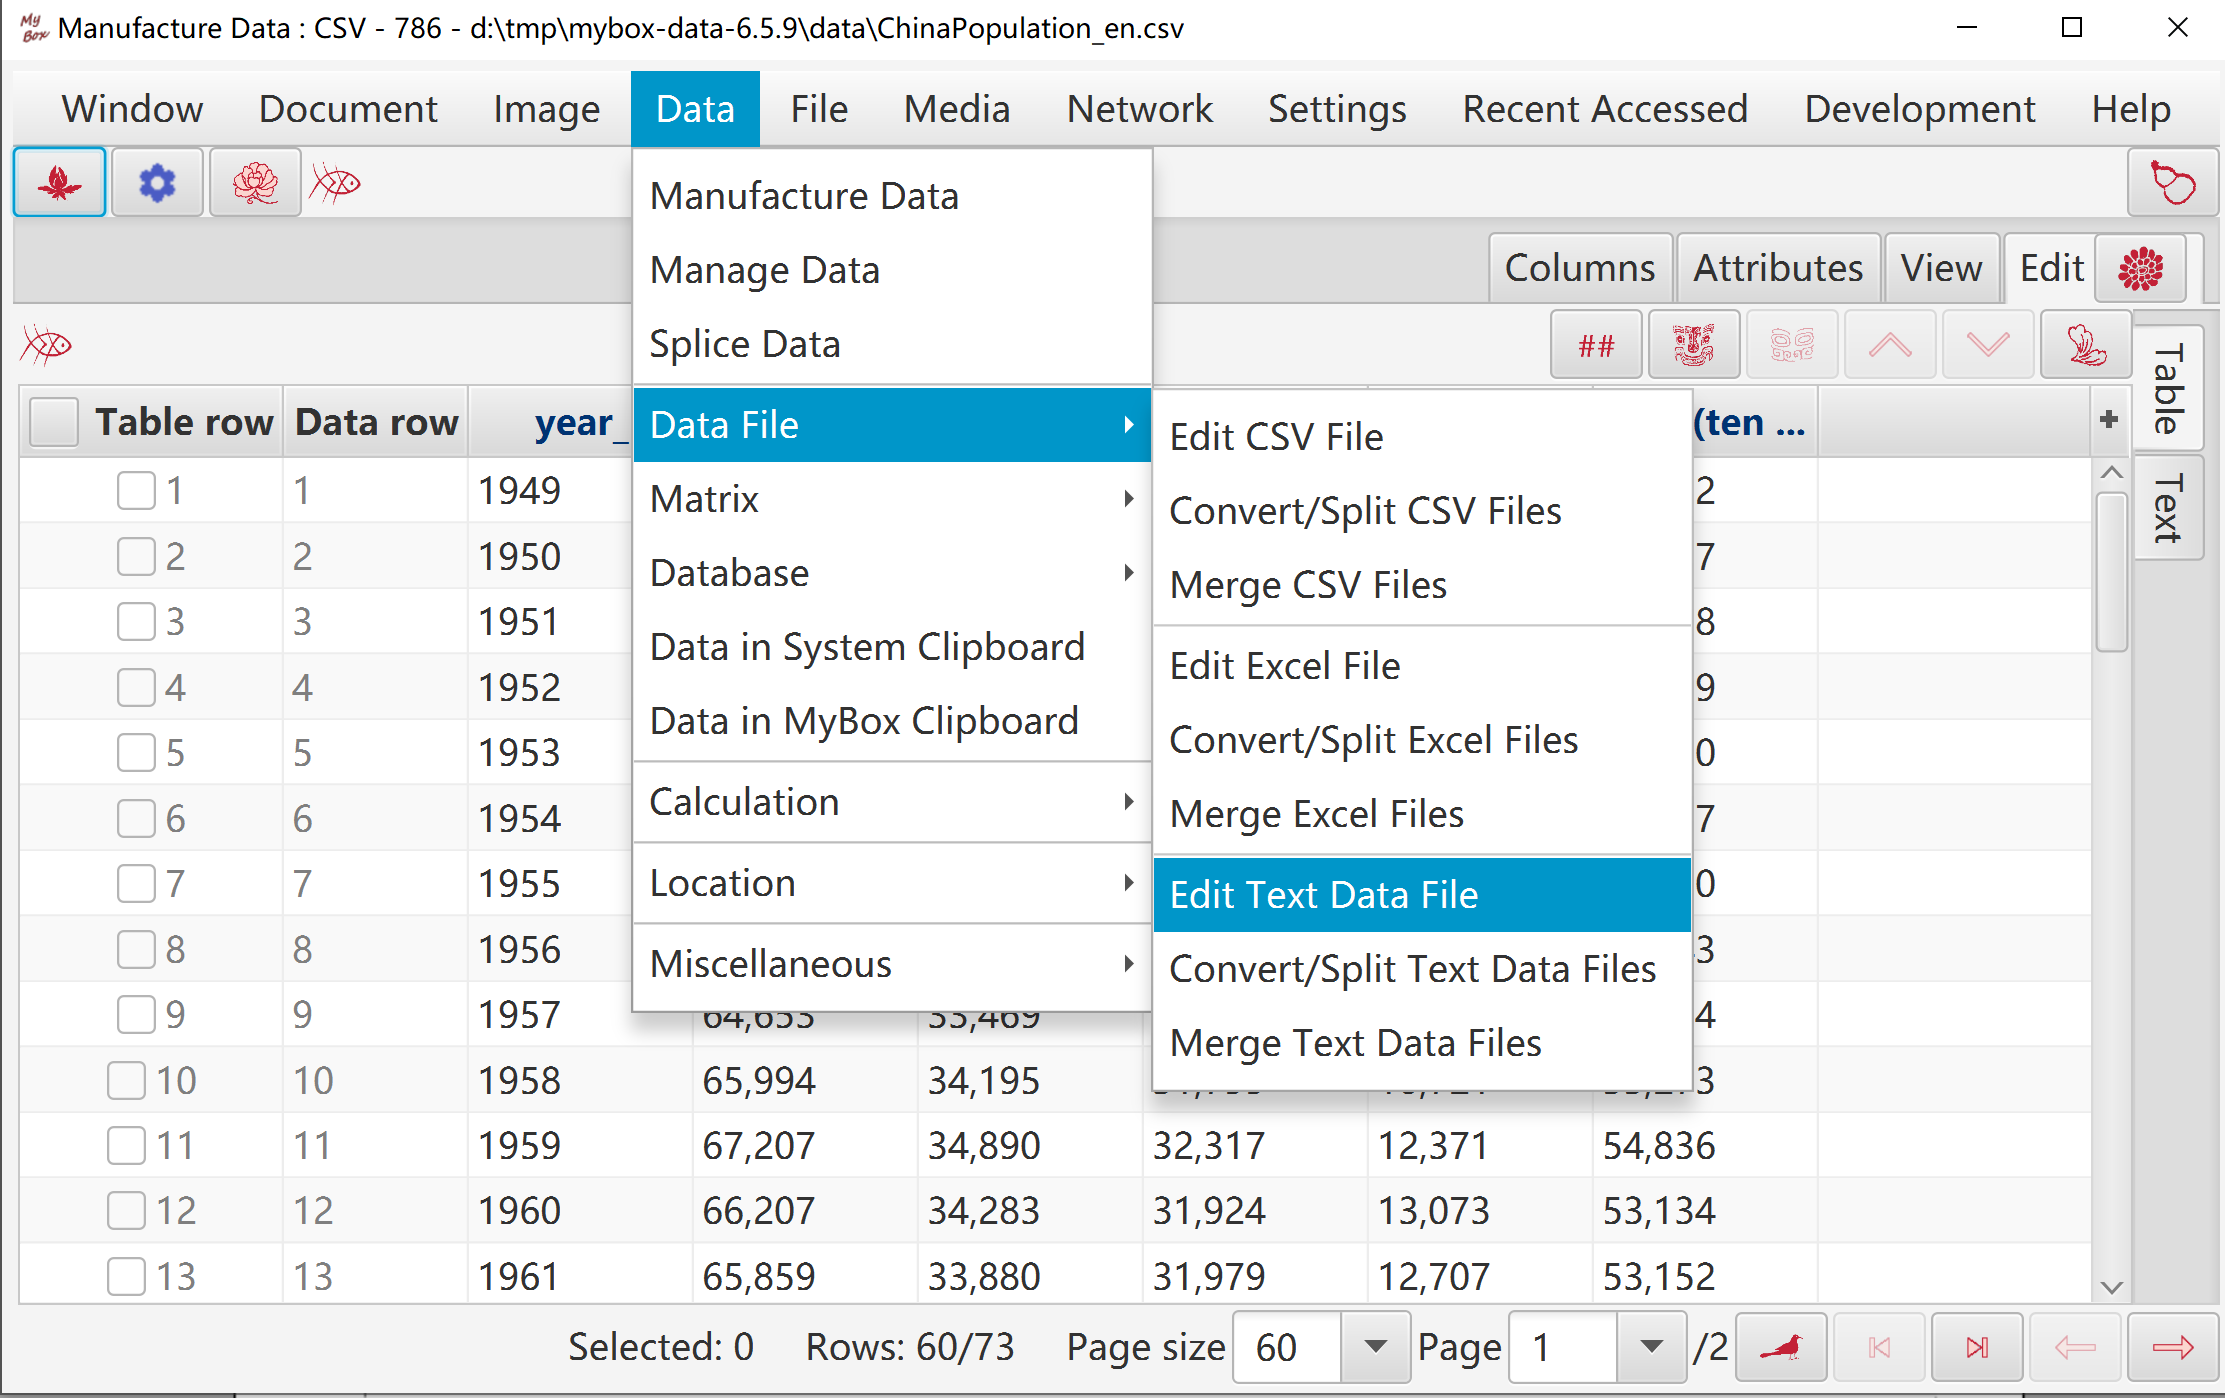 My Box Manufacture Data : CSV - 786 - d:\tmp\mybox-data-6.5.9\data\ChinaPopulation_en.csv
Window Document Image Data File Media Network Settings Recent Accessed Development Help
Columns Attributes View Edit
##
Table
Text
Table row Data row year_ (ten ... +
1 1 1949 2
2 2 1950 7
3 3 1951 8
4 4 1952 9
5 5 1953 0
6 6 1954 7
7 7 1955 0
8 8 1956 3
9 9 1957 64,653 33,469 4
10 10 1958 65,994 34,195 3
11 11 1959 67,207 34,890 32,317 12,371 54,836
12 12 1960 66,207 34,283 31,924 13,073 53,134
13 13 1961 65,859 33,880 31,979 12,707 53,152
Manufacture Data
Manage Data
Splice Data
Data File
Matrix
Database
Data in System Clipboard
Data in MyBox Clipboard
Calculation
Location
Miscellaneous
Edit CSV File
Convert/Split CSV Files
Merge CSV Files
Edit Excel File
Convert/Split Excel Files
Merge Excel Files
Edit Text Data File
Convert/Split Text Data Files
Merge Text Data Files
Selected: 0 Rows: 60/73 Page size 60 Page 1 /2